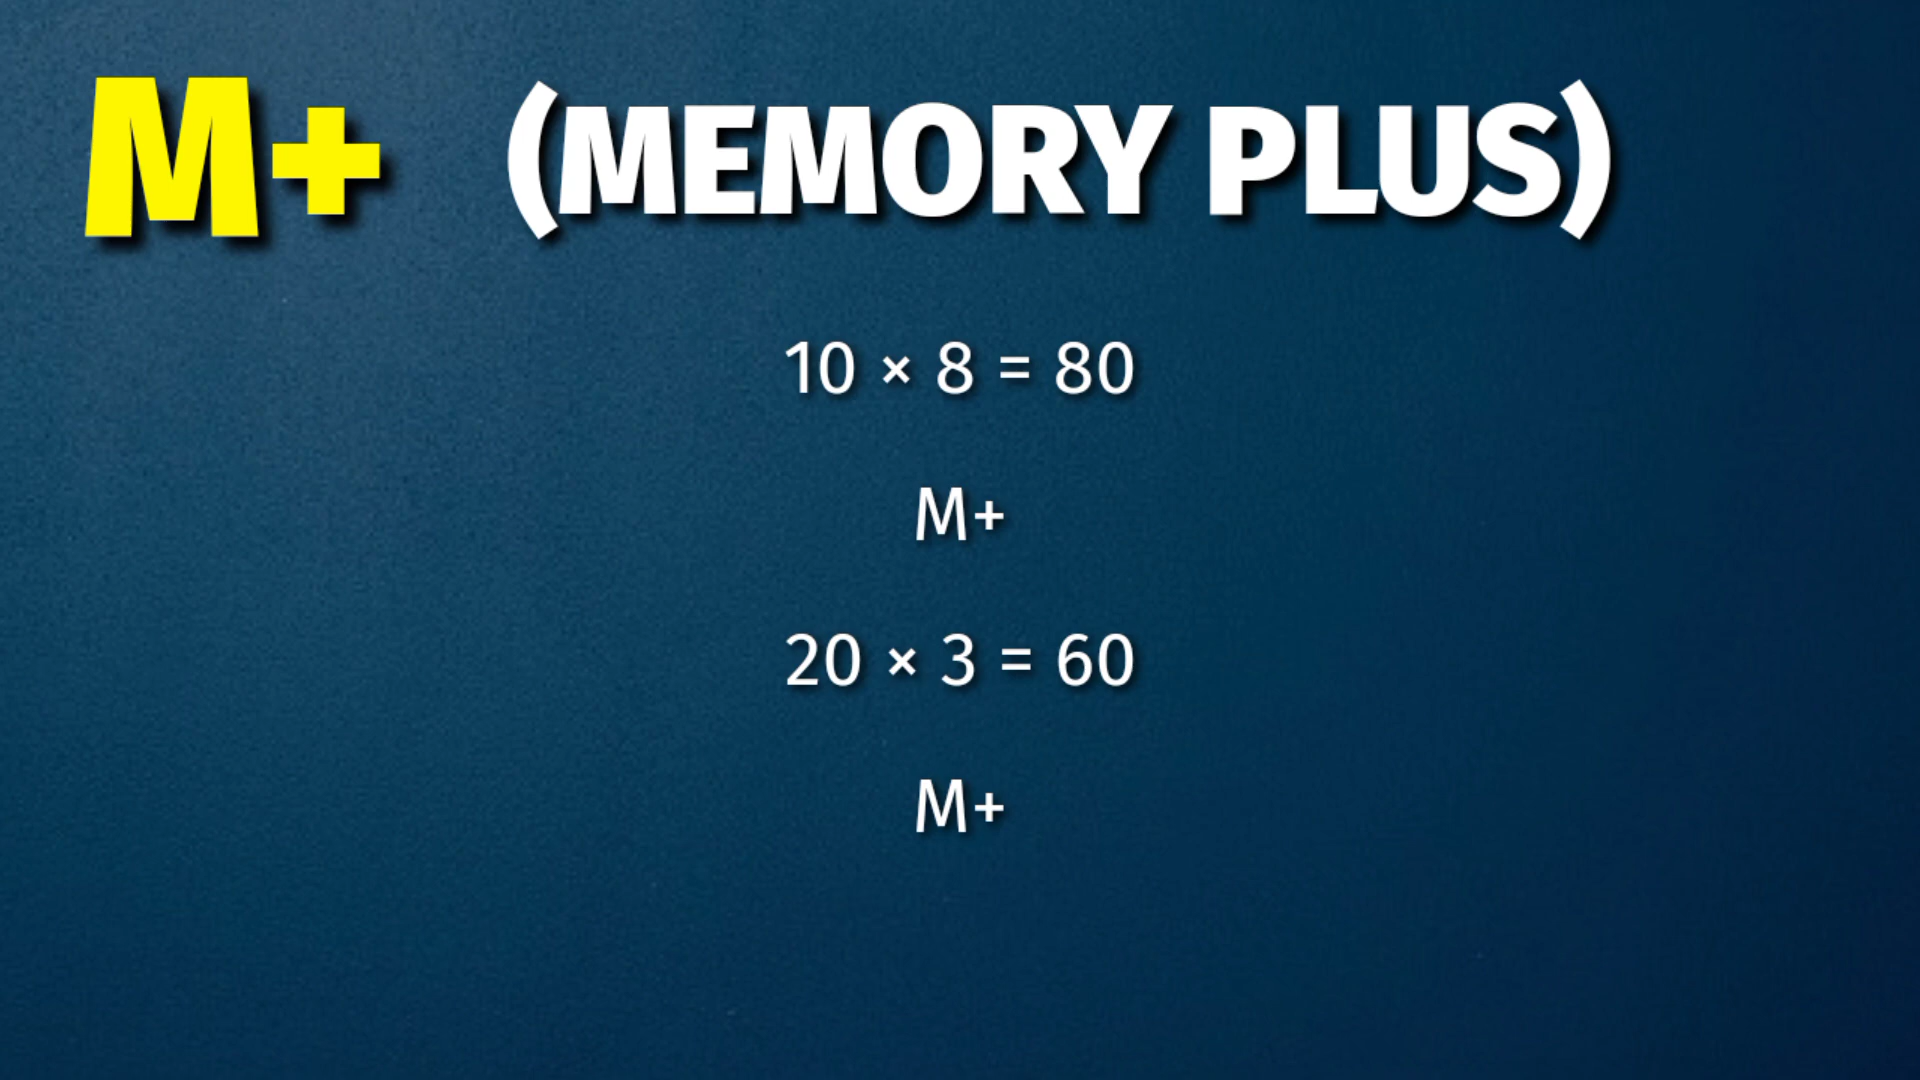 M+ (MEMORY PLUS)
10 × 8 = 80
M+
20 × 3 = 60
M+